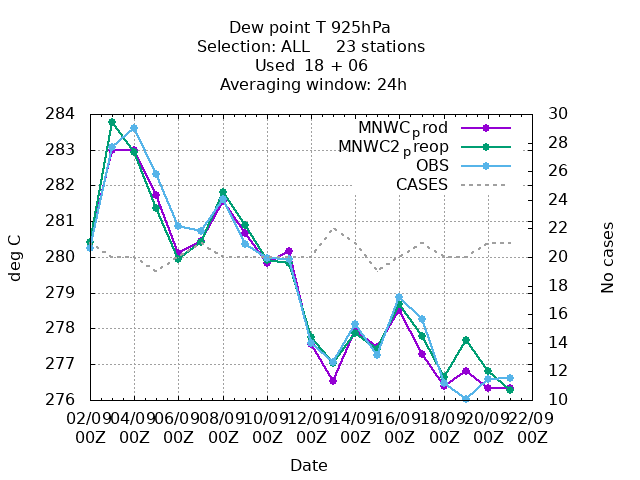 Dew point T 925hPa
Selection: ALL     23 stations
Used  18 + 06
Averaging window: 24h
284 30
MNWCprod
MNWC2preop
OBS
CASES
283 28
26
282 24
281 22
280 20
279 18
16
278 14
277 12
276 10
deg C
No cases
02/09 04/09 06/09 08/09 10/09 12/09 14/09 16/09 18/09 20/09 22/09
00Z 00Z 00Z 00Z 00Z 00Z 00Z 00Z 00Z 00Z 00Z
Date